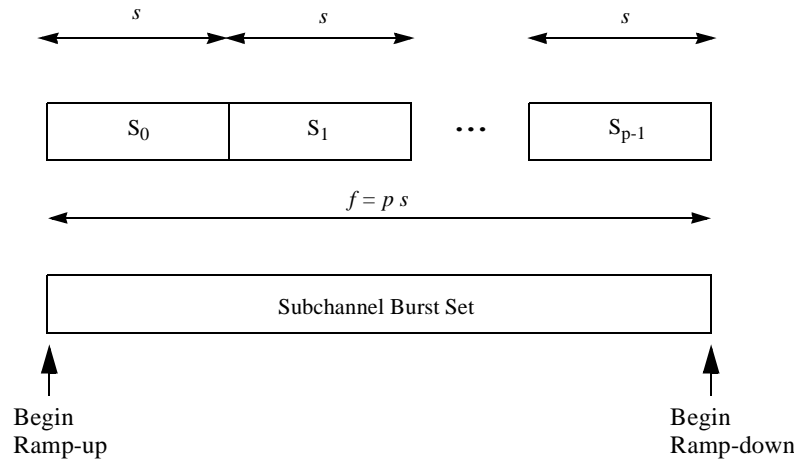 s s s
S0 S1 ... Sp-1
f = p s
Subchannel Burst Set
Begin
Ramp-up
Begin
Ramp-down